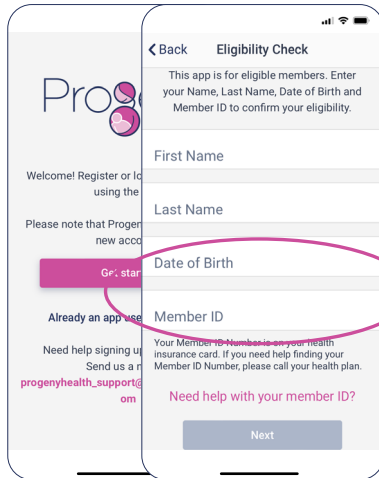 Proge
Welcome! Register or lo
using the
Please note that Progen
new acco
Get star
Already an app use
Need help signing up
Send us a m
progenyhealth_support@
om
Back
Eligibility Check
This app is for eligible members. Enter
your Name, Last Name, Date of Birth and
Member ID to confirm your eligibility.
First Name
Last Name
Date of Birth
Member ID
Your Member ID Number is on your health
insurance card. If you need help finding your
Member ID Number, please call your health plan.
Need help with your member ID?
Next